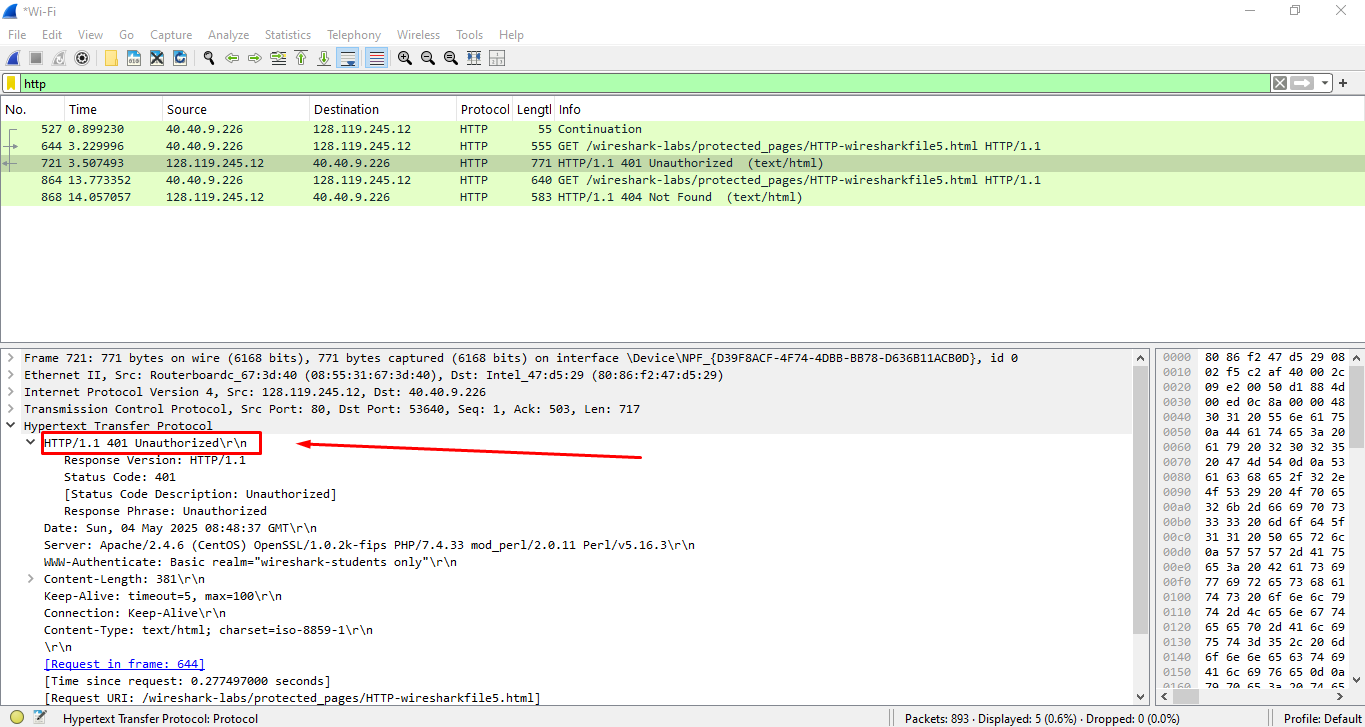 *Wi-Fi
File Edit View Go Capture Analyze Statistics Telephony Wireless Tools Help
http
No. Time Source Destination Protocol Lengtl Info
527 0.899230 40.40.9.226 128.119.245.12 HTTP 55 Continuation
644 3.229996 40.40.9.226 128.119.245.12 HTTP 555 GET /wireshark-labs/protected_pages/HTTP-wiresharkfile5.html HTTP/1.1
721 3.507493 128.119.245.12 40.40.9.226 HTTP 771 HTTP/1.1 401 Unauthorized (text/html)
864 13.773352 40.40.9.226 128.119.245.12 HTTP 640 GET /wireshark-labs/protected_pages/HTTP-wiresharkfile5.html HTTP/1.1
868 14.057057 128.119.245.12 40.40.9.226 HTTP 583 HTTP/1.1 404 Not Found (text/html)
Frame 721: 771 bytes on wire (6168 bits), 771 bytes captured (6168 bits) on interface \Device\NPF_{D39F8ACF-4F74-4DBB-BB78-D636B11ACB0D}, id 0
Ethernet II, Src: Routerboardc_67:3d:40 (08:55:31:67:3d:40), Dst: Intel_47:d5:29 (80:86:f2:47:d5:29)
Internet Protocol Version 4, Src: 128.119.245.12, Dst: 40.40.9.226
Transmission Control Protocol, Src Port: 80, Dst Port: 53640, Seq: 1, Ack: 503, Len: 717
Hypertext Transfer Protocol
HTTP/1.1 401 Unauthorized\r\n
Response Version: HTTP/1.1
Status Code: 401
[Status Code Description: Unauthorized]
Response Phrase: Unauthorized
Date: Sun, 04 May 2025 08:48:37 GMT\r\n
Server: Apache/2.4.6 (CentOS) OpenSSL/1.0.2k-fips PHP/7.4.33 mod_perl/2.0.11 Perl/v5.16.3\r\n
WWW-Authenticate: Basic realm="wireshark-students only"\r\n
Content-Length: 381\r\n
Keep-Alive: timeout=5, max=100\r\n
Connection: Keep-Alive\r\n
Content-Type: text/html; charset=iso-8859-1\r\n
\r\n
[Request in frame: 644]
[Time since request: 0.277497000 seconds]
[Request URI: /wireshark-labs/protected_pages/HTTP-wiresharkfile5.html]
0000 80 86 f2 47 d5 29 08
0010 02 f5 c2 af 40 00 2c
0020 09 e2 00 50 d1 88 4d
0030 00 ed 0c 8a 00 00 48
0040 30 31 20 55 6e 61 75
0050 0a 44 61 74 65 3a 20
0060 61 79 20 32 30 32 35
0070 20 47 4d 54 0d 0a 53
0080 61 63 68 65 2f 32 2e
0090 4f 53 29 20 4f 70 65
00a0 32 6b 2d 66 69 70 73
00b0 33 33 20 6d 6f 64 5f
00c0 31 31 20 50 65 72 6c
00d0 0a 57 57 57 2d 41 75
00e0 65 3a 20 42 61 73 69
00f0 77 69 72 65 73 68 61
0100 74 73 20 6f 6e 6c 79
0110 74 2d 4c 65 6e 67 74
0120 65 65 70 2d 41 6c 69
0130 75 74 3d 35 2c 20 6d
0140 6f 6e 6e 65 63 74 69
0150 41 6c 69 76 65 0d 0a
0160 79 70 65 3a 20 74 65
Hypertext Transfer Protocol: Protocol
Packets: 893 · Displayed: 5 (0.6%) · Dropped: 0 (0.0%)
Profile: Default